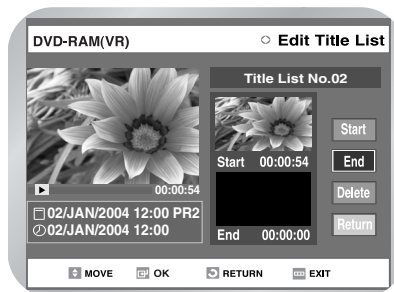 DVD-RAM(VR)
Edit Title List
Title List No.02
Start
Start 00:00:54
End
00:00:54
Delete
02/JAN/2004 12:00 PR2
02/JAN/2004 12:00
Return
End 00:00:00
MOVE OK RETURN EXIT